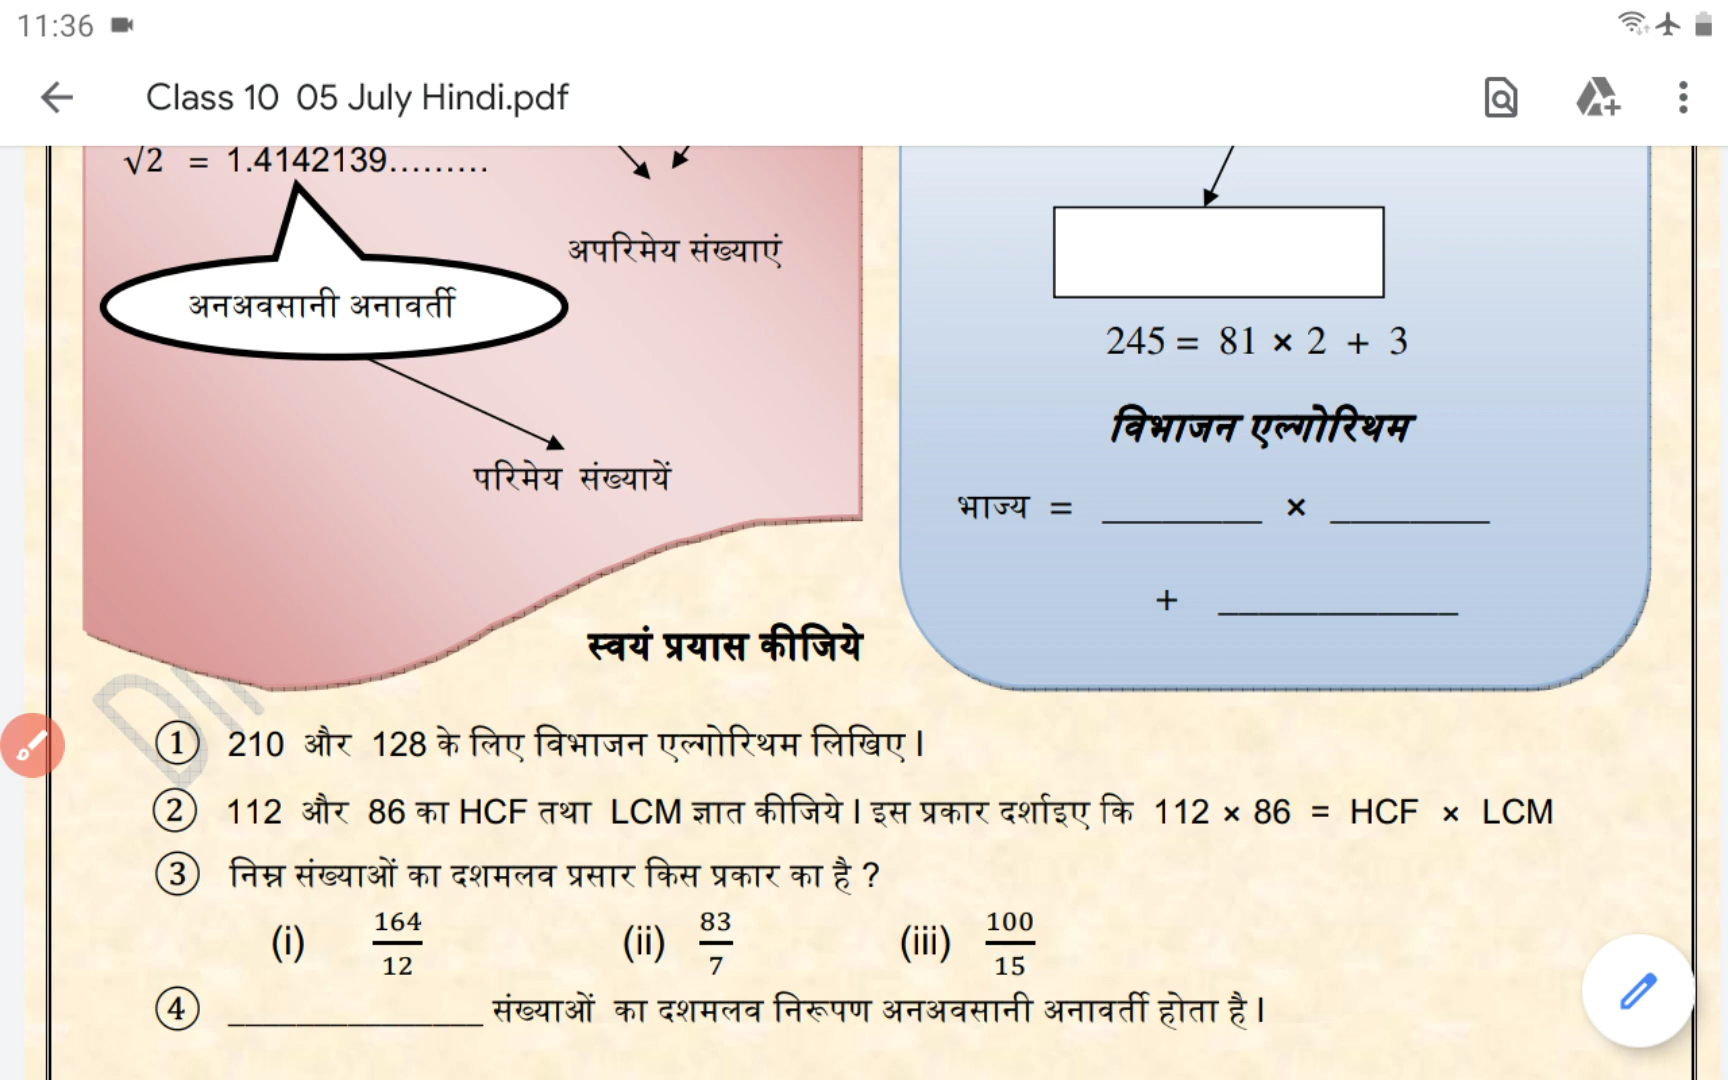 11:36
Class 10 05 July Hindi.pdf
√2 = 1.4142139.........
अपरिमेय संख्याएं
अनअवसानी अनावर्ती
परिमेय संख्यायें
245 = 81 × 2 + 3
विभाजन एल्गोरिथम
भाज्य = ________ × ________
+ ____________
स्वयं प्रयास कीजिये
① 210 और 128 के लिए विभाजन एल्गोरिथम लिखिए।
② 112 और 86 का HCF तथा LCM ज्ञात कीजिये। इस प्रकार दर्शाइए कि 112 × 86 = HCF × LCM
③ निम्न संख्याओं का दशमलव प्रसार किस प्रकार का है ?
(i) 164/12 (ii) 83/7 (iii) 100/15
④ _____________ संख्याओं का दशमलव निरूपण अनअवसानी अनावर्ती होता है।